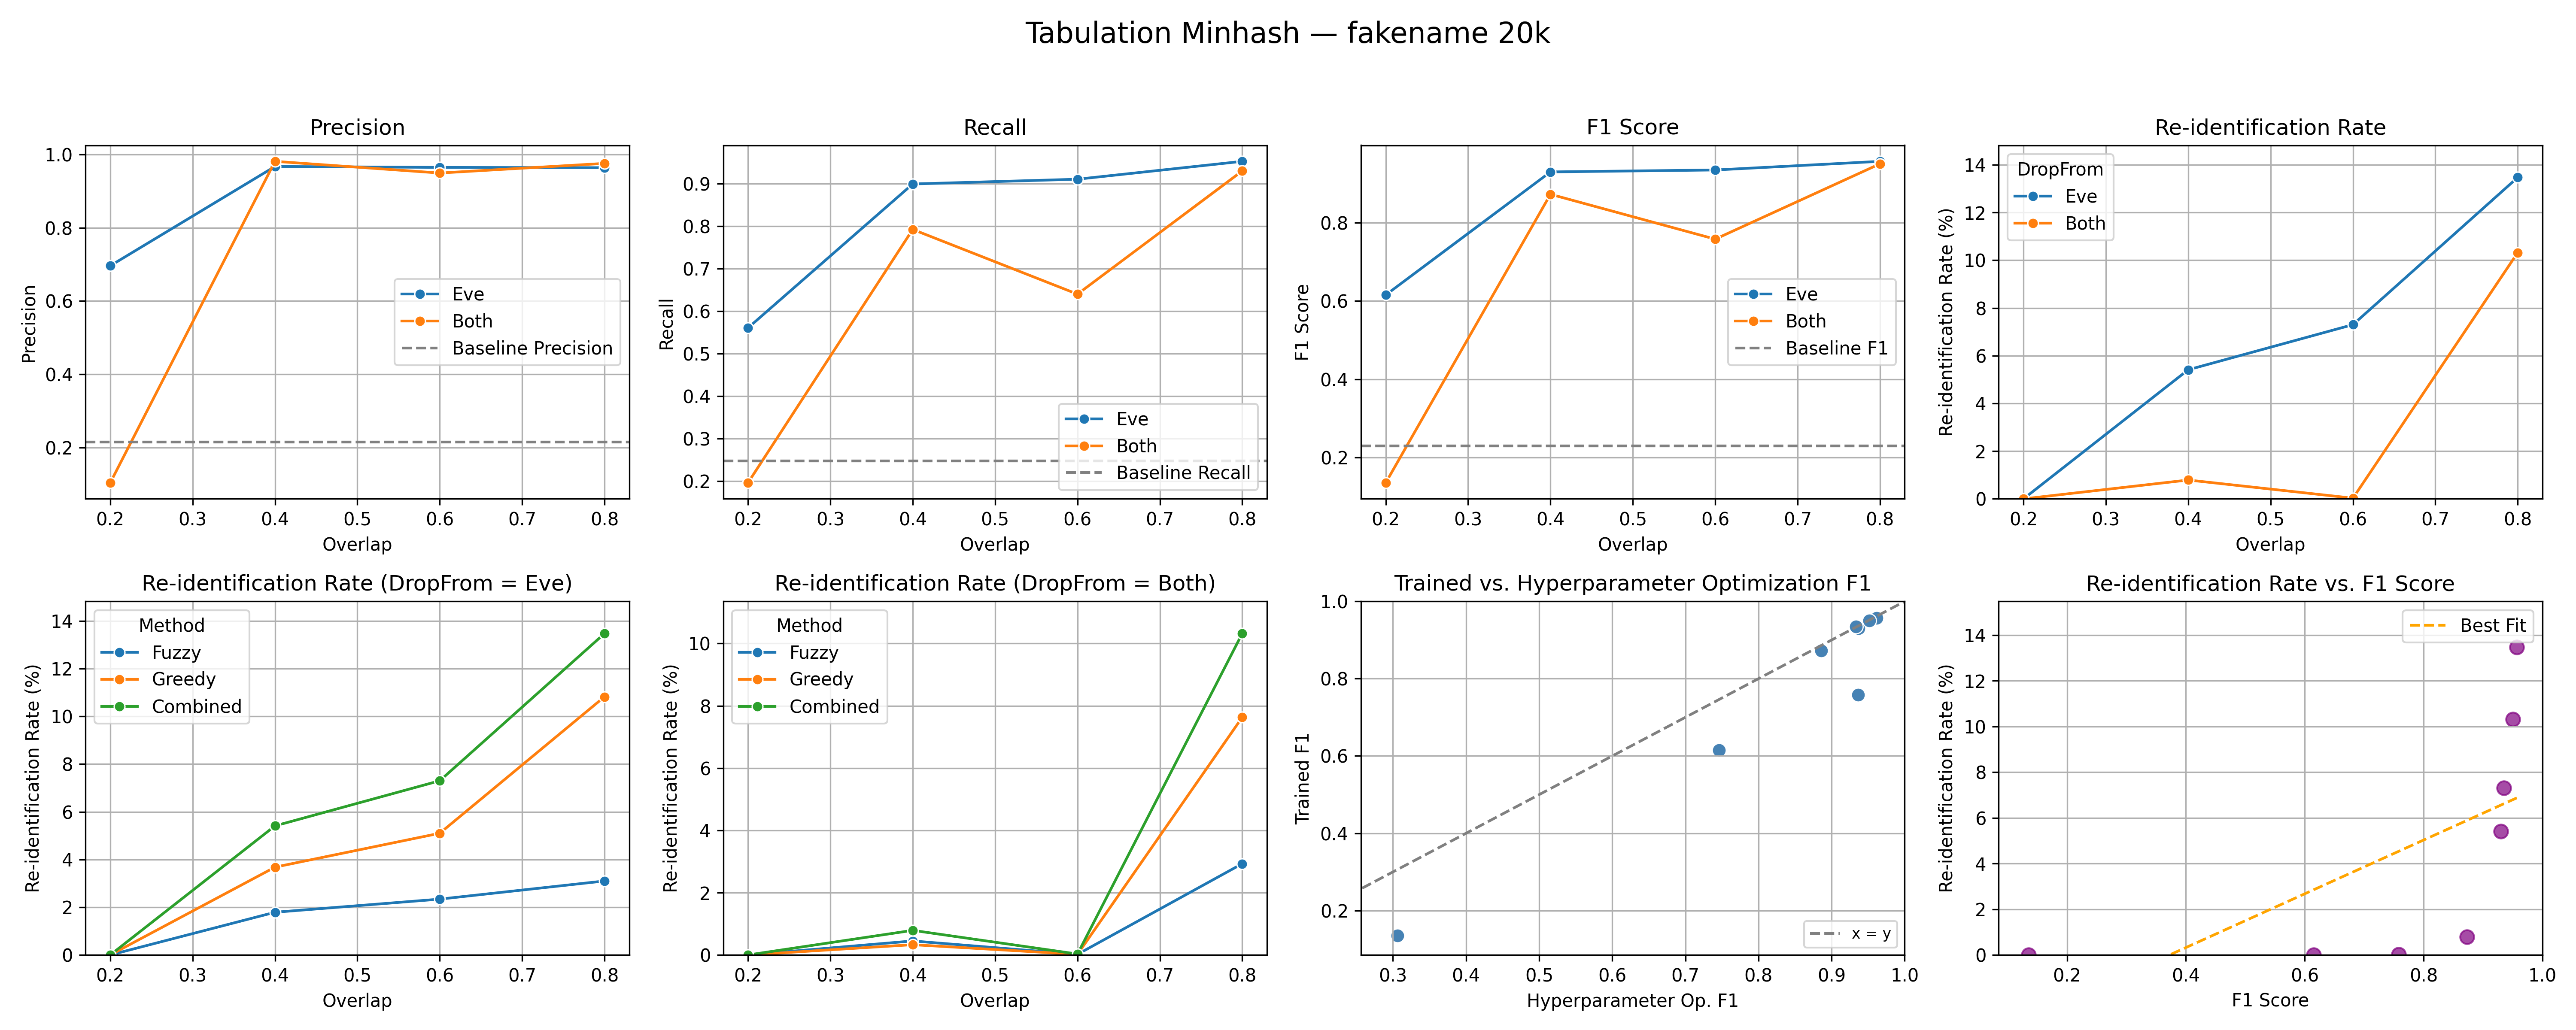 Tabulation Minhash — fakename 20k
Precision
Precision
1.0
0.8
0.6
0.4
0.2
Eve
Both
Baseline Precision
0.2 0.3 0.4 0.5 0.6 0.7 0.8
Overlap
Recall
Recall
0.9
0.8
0.7
0.6
0.5
0.4
0.3
0.2
Eve
Both
Baseline Recall
0.2 0.3 0.4 0.5 0.6 0.7 0.8
Overlap
F1 Score
F1 Score
0.8
0.6
0.4
0.2
Eve
Both
Baseline F1
0.2 0.3 0.4 0.5 0.6 0.7 0.8
Overlap
Re-identification Rate
Re-identification Rate (%)
14
12
10
8
6
4
2
0
DropFrom
Eve
Both
0.2 0.3 0.4 0.5 0.6 0.7 0.8
Overlap
Re-identification Rate (DropFrom = Eve)
Re-identification Rate (%)
14
12
10
8
6
4
2
0
Method
Fuzzy
Greedy
Combined
0.2 0.3 0.4 0.5 0.6 0.7 0.8
Overlap
Re-identification Rate (DropFrom = Both)
Re-identification Rate (%)
10
8
6
4
2
0
Method
Fuzzy
Greedy
Combined
0.2 0.3 0.4 0.5 0.6 0.7 0.8
Overlap
Trained vs. Hyperparameter Optimization F1
Trained F1
1.0
0.8
0.6
0.4
0.2
x = y
0.3 0.4 0.5 0.6 0.7 0.8 0.9 1.0
Hyperparameter Op. F1
Re-identification Rate vs. F1 Score
Re-identification Rate (%)
14
12
10
8
6
4
2
0
Best Fit
0.2 0.4 0.6 0.8 1.0
F1 Score